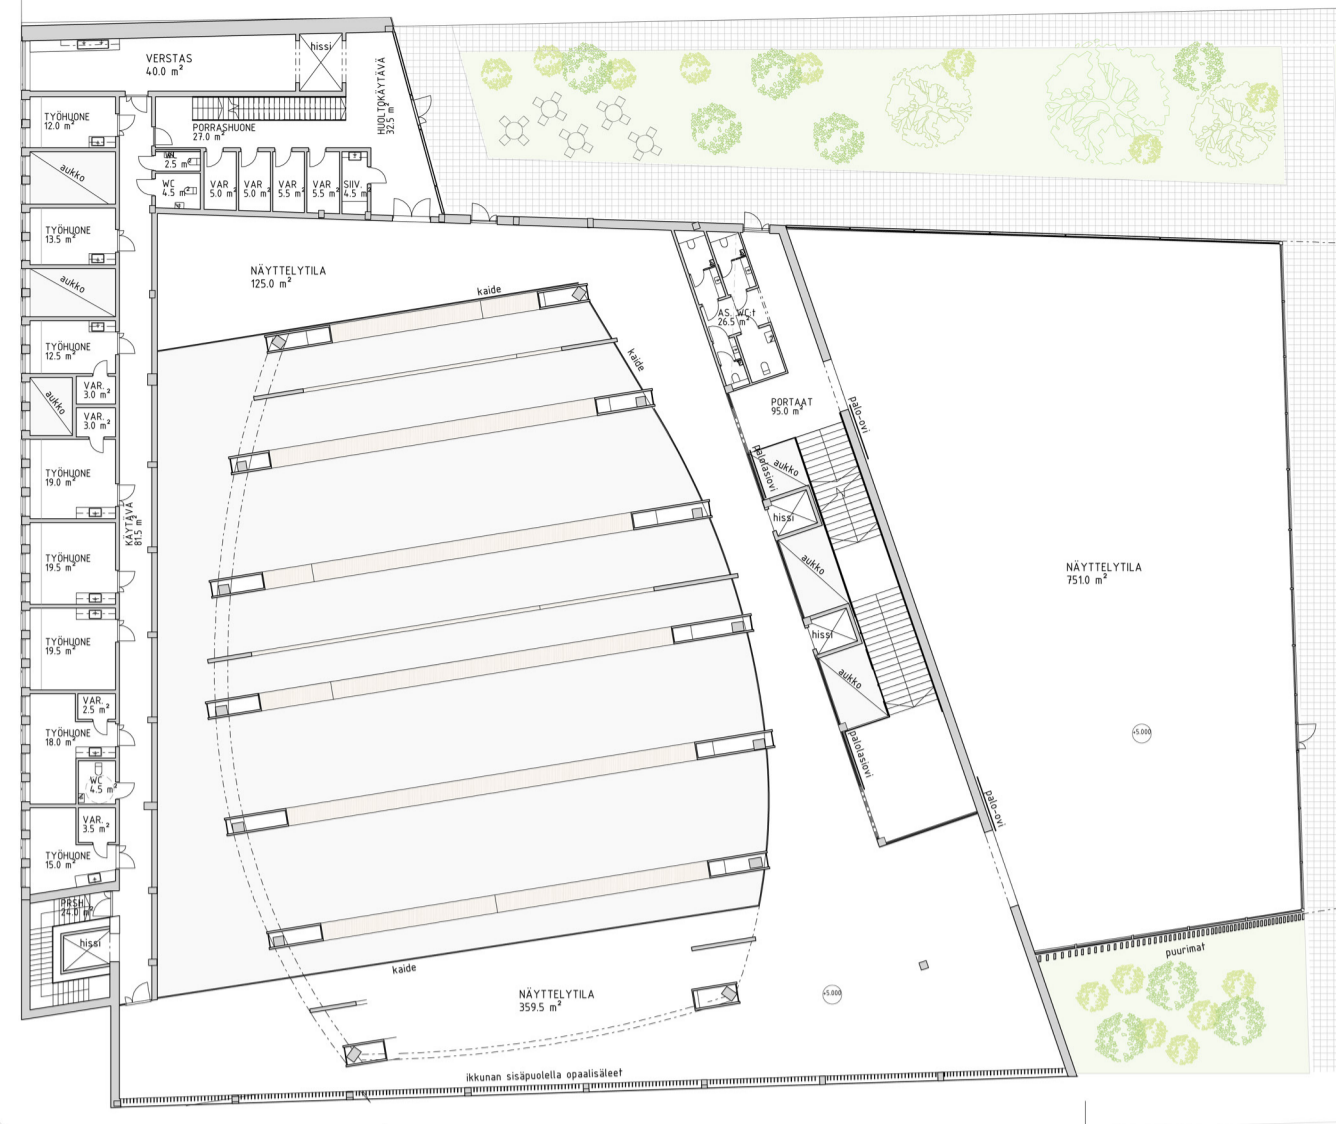 hissi
VERSTAS
40.0 m²
HUOLTOKÄYTÄVÄ
32.5 m²
TYÖHUONE
12.0 m²
PORRASHUONE
27.0 m²
2.5 m²
aukko
WC
4.5 m²
VAR
5.0 m²
VAR
5.0 m²
VAR
5.5 m²
VAR
5.5 m²
SIIV.
4.5 m²
TYÖHUONE
13.5 m²
NÄYTTELYTILA
125.0 m²
aukko
kaide
AS. WC:t
26.5 m²
TYÖHUONE
12.5 m²
kaide
VAR.
3.0 m²
aukko
VAR.
3.0 m²
PORTAAT
95.0 m²
palo-ovi
palolasiovi
aukko
TYÖHUONE
19.0 m²
KÄYTÄVÄ
81.5 m²
hissi
TYÖHUONE
19.5 m²
aukko
NÄYTTELYTILA
751.0 m²
TYÖHUONE
19.5 m²
hissi
aukko
VAR.
2.5 m²
TYÖHUONE
18.0 m²
palolasiovi
+5.000
WC
4.5 m²
VAR.
3.5 m²
palo-ovi
TYÖHUONE
15.0 m²
PRSH.
24.0 m²
hissi
kaide
puurimat
NÄYTTELYTILA
359.5 m²
+5.000
ikkunan sisäpuolella opaalisäleet